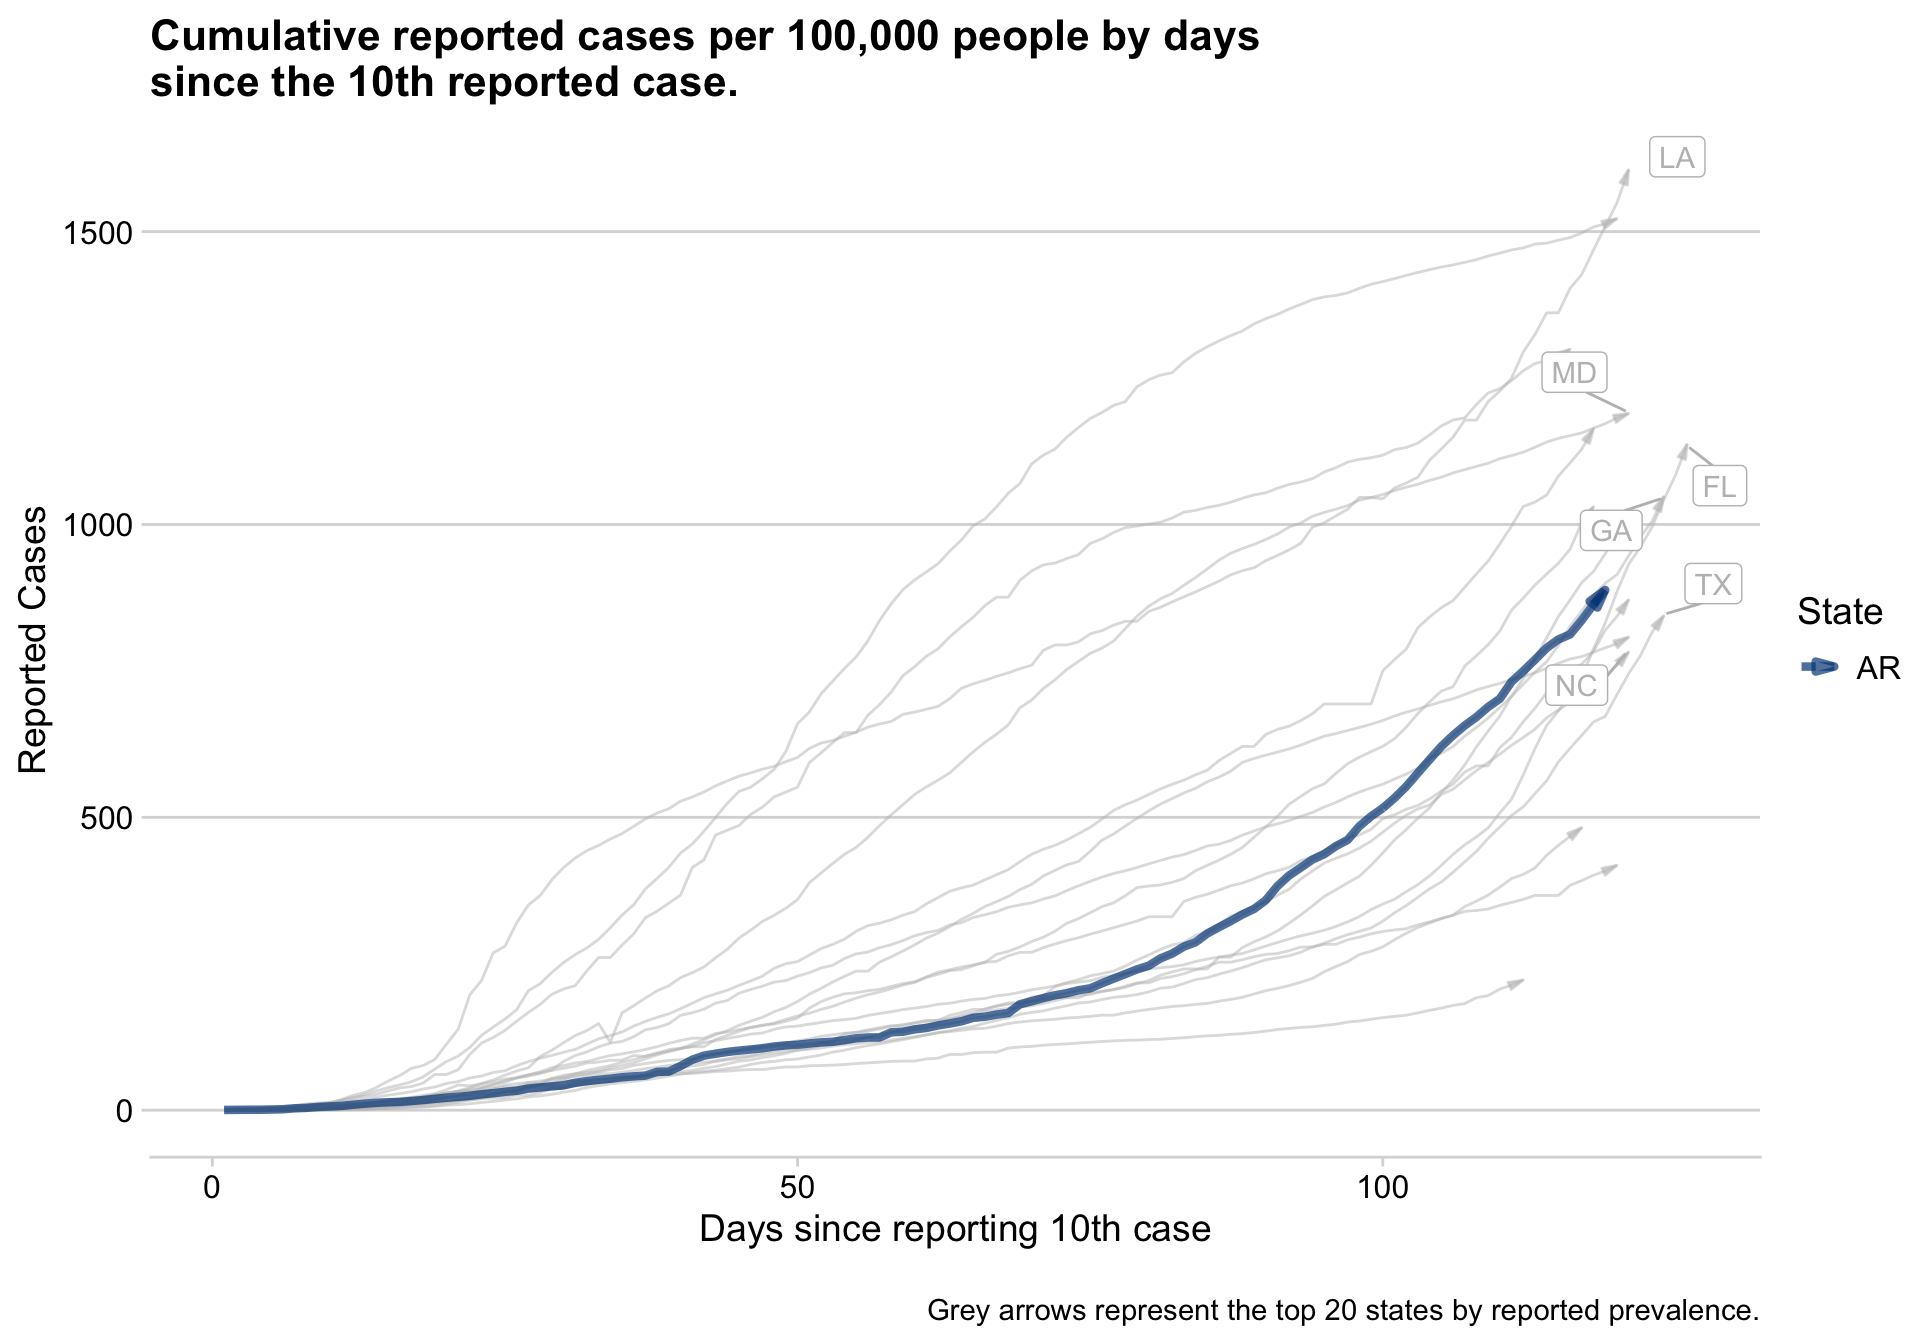 Cumulative reported cases per 100,000 people by days
since the 10th reported case.
LA
1500
MD
FL
1000
GA
TX
State
AR
NC
Reported Cases
500
0
0 50 100
Days since reporting 10th case
Grey arrows represent the top 20 states by reported prevalence.